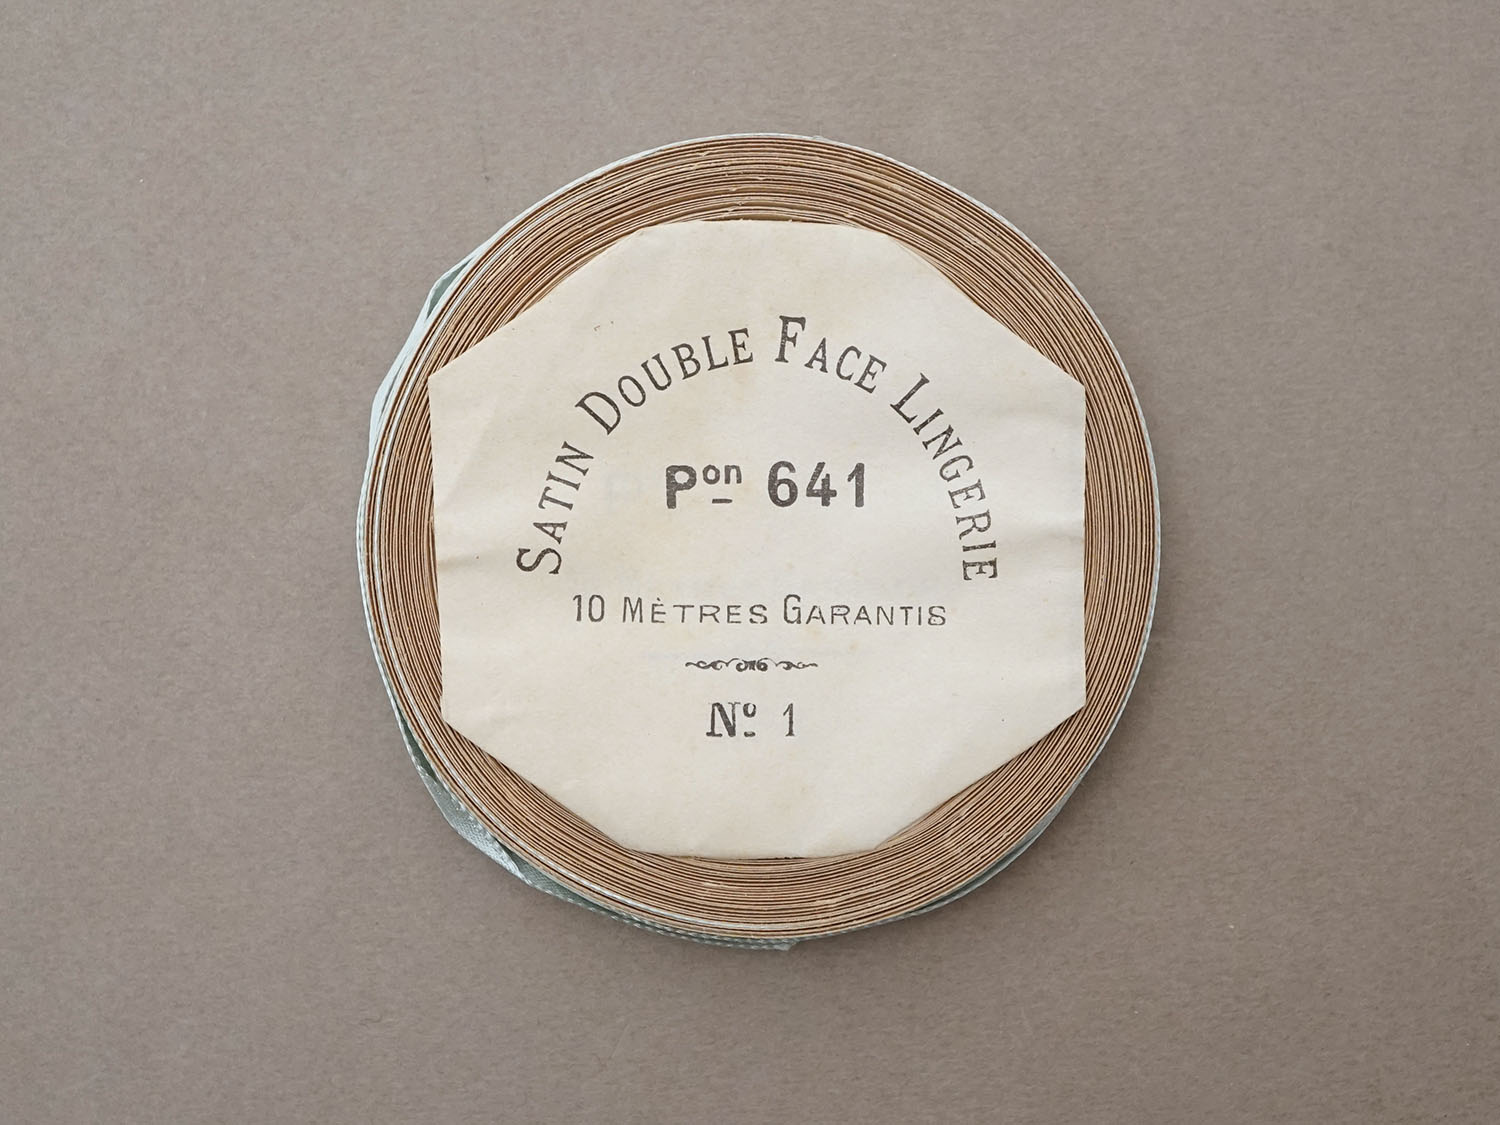 SATIN DOUBLE FACE LINGERIE
Pon 641
10 MÈTRES GARANTIS
Nº 1